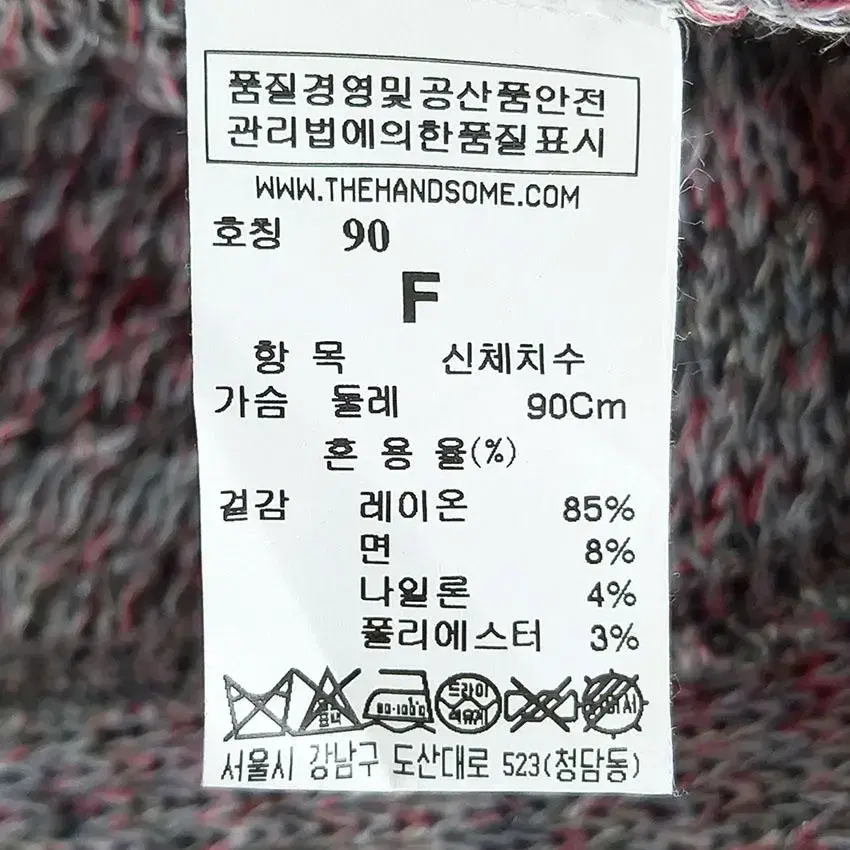 품질경영및공산품안전
관리법에의한품질표시
WWW.THEHANDSOME.COM
호칭 90
F
항 목 신체치수
가슴 둘레 90Cm
혼 용 율(%)
겉감 레이온 85%
면 8%
나일론 4%
폴리에스터 3%
드라이
서울시 강남구 도산대로 523(청담동)